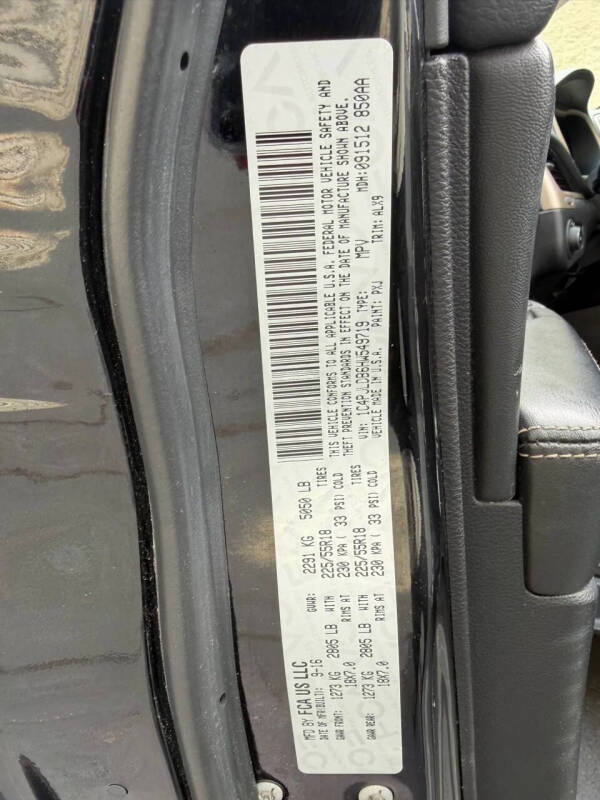 MFD BY FCA US LLC
DATE OF MFR(BUILT): 9-16 GVWR: 2291 KG 5050 LB
GAWR FRONT: 1273 KG 2805 LB WITH 225/55R18 TIRES
18X7.0 RIMS AT 230 KPA ( 33 PSI) COLD
GAWR REAR: 1273 KG 2805 LB WITH 225/55R18 TIRES
18X7.0 RIMS AT 230 KPA ( 33 PSI) COLD
THIS VEHICLE CONFORMS TO ALL APPLICABLE U.S.A. FEDERAL MOTOR VEHICLE SAFETY AND
THEFT PREVENTION STANDARDS IN EFFECT ON THE DATE OF MANUFACTURE SHOWN ABOVE.
VIN: 1C4PJLDB6HW549719 TYPE: MPV MDH:091512 850AA
VEHICLE MADE IN U.S.A. PAINT: PXJ TRIM: ALX9